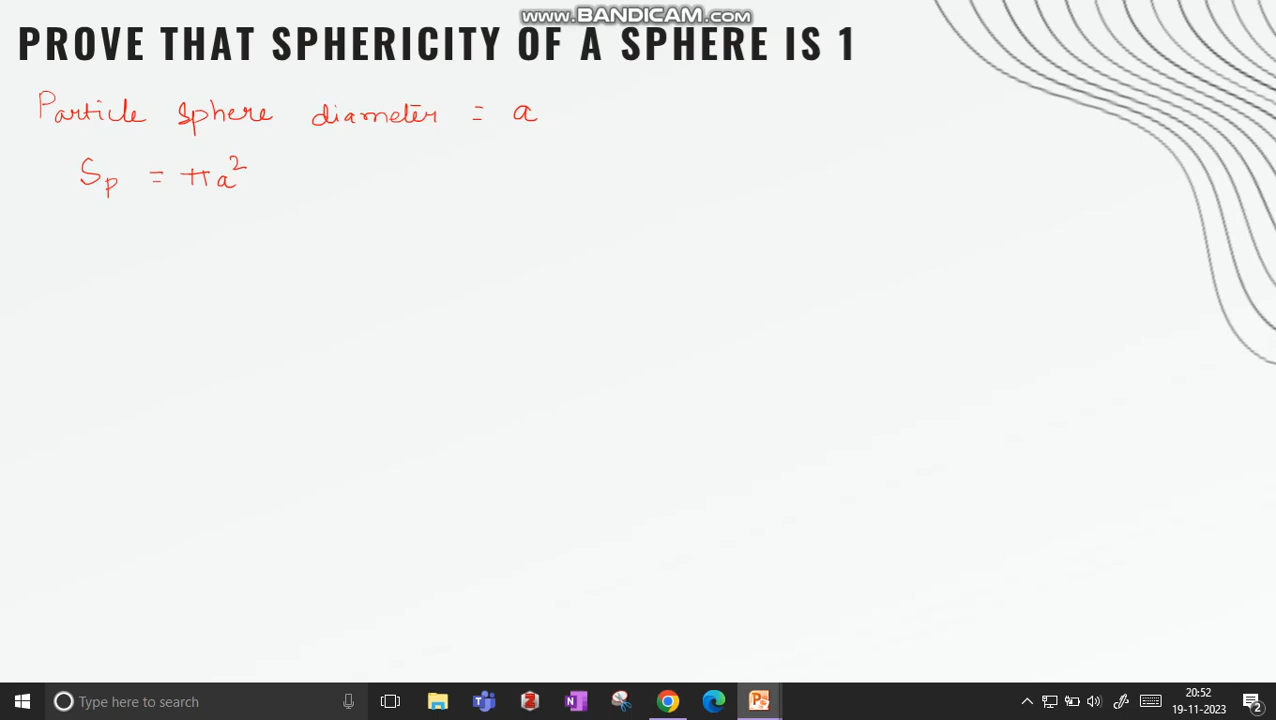 www.BANDICAM.com
PROVE THAT SPHERICITY OF A SPHERE IS 1
Particle Sphere diameter = a
Sp = πa²
Type here to search
20:52
19-11-2023
2